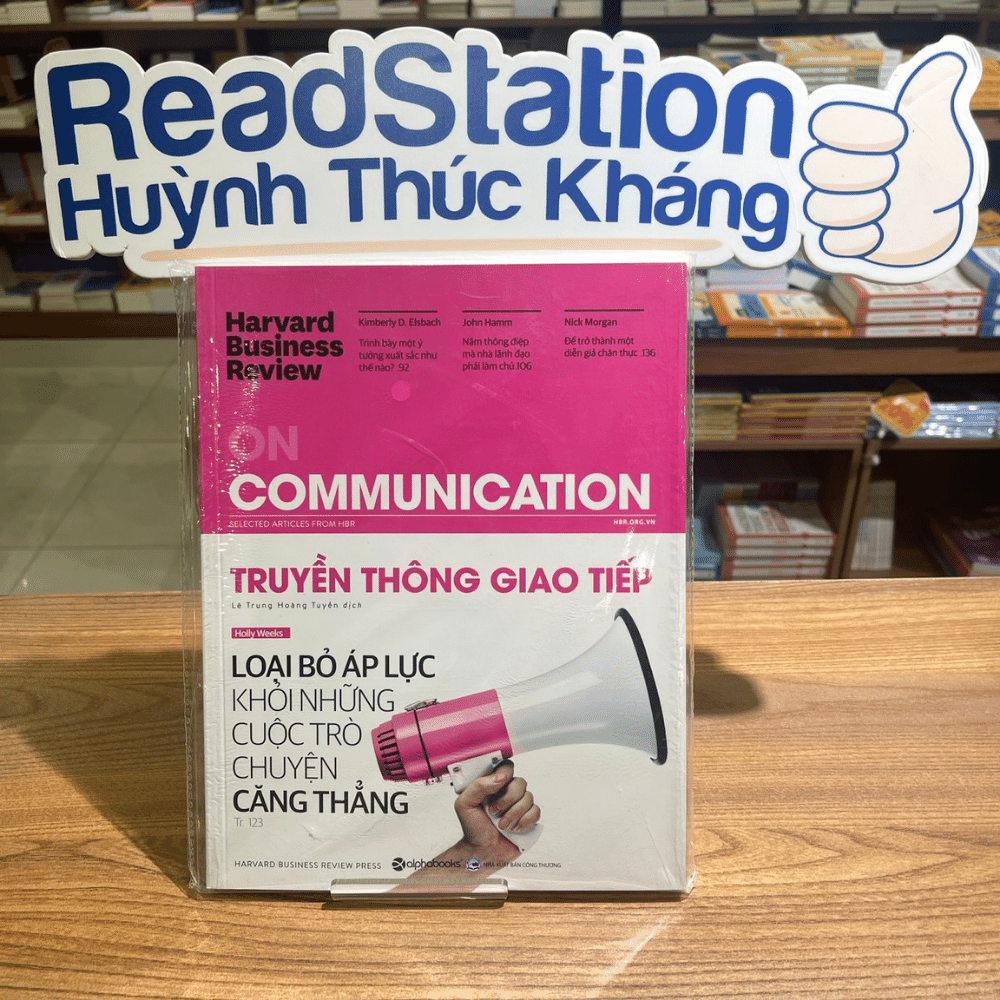 ReadStation
Huỳnh Thúc Kháng
Harvard
Business
Review
Kimberly D. Elsbach
Trình bày một ý
tưởng xuất sắc như
thế nào? .92
John Hamm
Năm thông điệp
mà nhà lãnh đạo
phải làm chủ 106
Nick Morgan
Để trở thành một
diễn giả chân thực .136
ON
COMMUNICATION
SELECTED ARTICLES FROM HBR
HBR.ORG.VN
TRUYỀN THÔNG GIAO TIẾP
Lê Trung Hoàng Tuyến dịch
Holly Weeks
LOẠI BỎ ÁP LỰC
KHỎI NHỮNG
CUỘC TRÒ
CHUYỆN
CĂNG THẲNG
Tr. 123
HARVARD BUSINESS REVIEW PRESS
alphabooks
NHÀ XUẤT BẢN CÔNG THƯƠNG